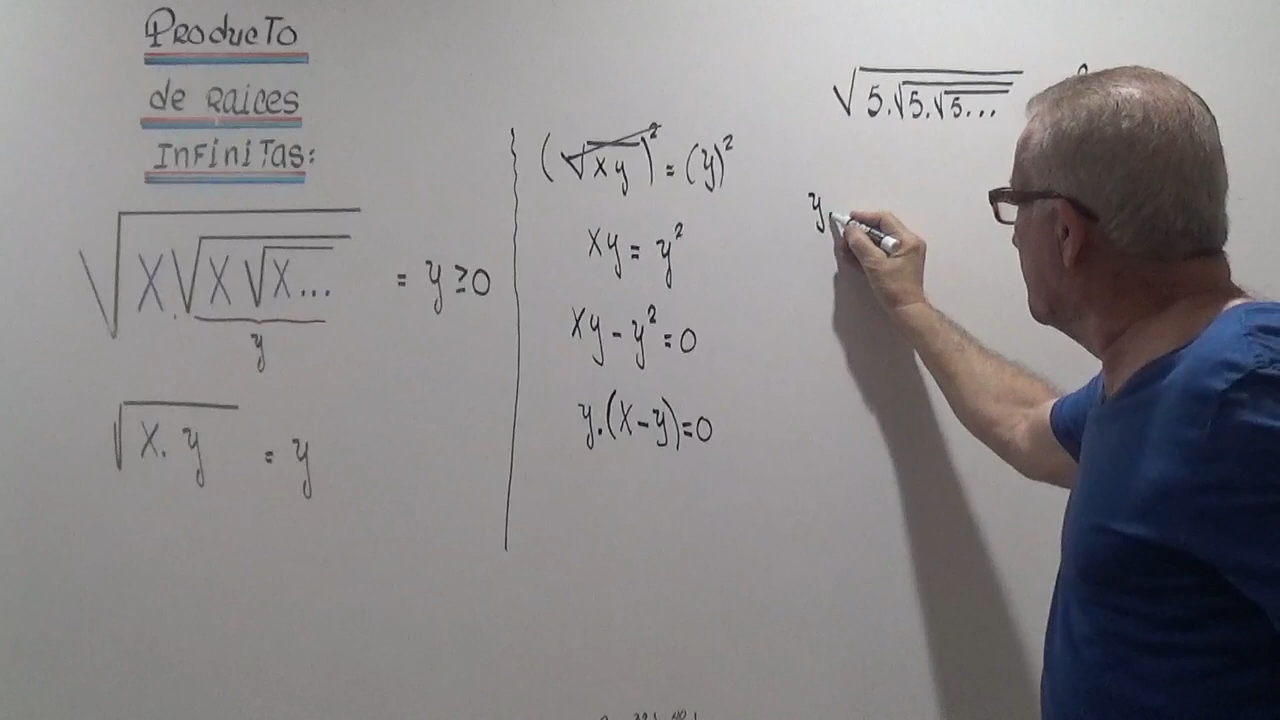 Producto
de raices
infinitas:
√(X.√(X√(X... = y ≥ 0
y
√(X.y) = y
(√(xy))² = (y)²
xy = y²
xy - y² = 0
y.(x-y) = 0
√(5.√(5.√(5...
y